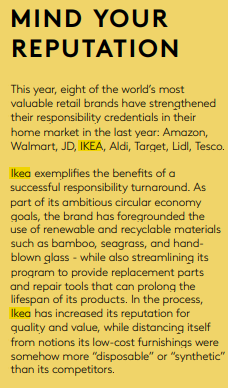 MIND YOUR
REPUTATION
This year, eight of the world's most
valuable retail brands have strengthened
their responsibility credentials in their
home market in the last year: Amazon,
Walmart, JD, IKEA, Aldi, Target, Lidl, Tesco.
Ikea exemplifies the benefits of a
successful responsibility turnaround. As
part of its ambitious circular economy
goals, the brand has foregrounded the
use of renewable and recyclable materials
such as bamboo, seagrass, and hand-
blown glass - while also streamlining its
program to provide replacement parts
and repair tools that can prolong the
lifespan of its products. In the process,
Ikea has increased its reputation for
quality and value, while distancing itself
from notions its low-cost furnishings were
somehow more “disposable” or “synthetic”
than its competitors.